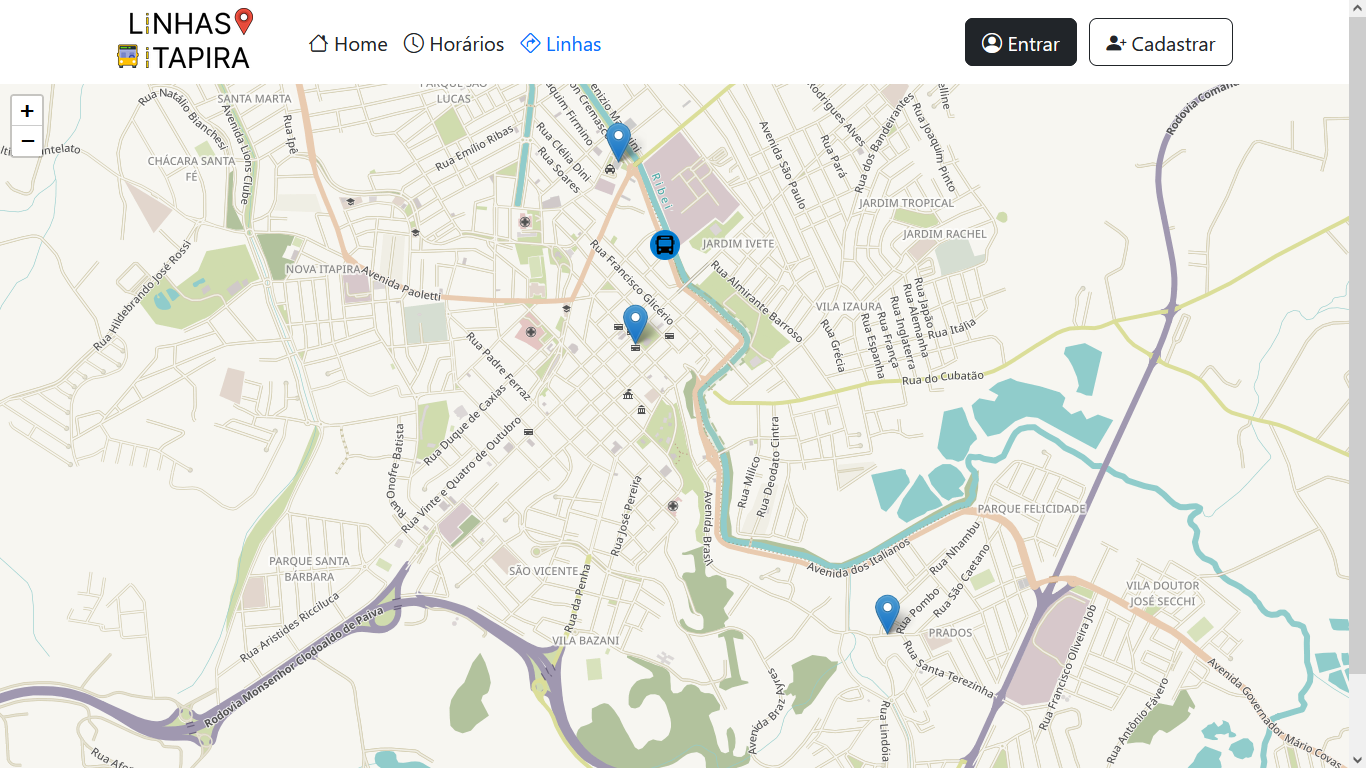 LiNHAS
iTAPIRA
Home
Horários
Linhas
Entrar
Cadastrar
+
−
PARQUE SÃO
LUCAS
SANTA MARTA
Rua Natálio Bianchesi
Avenida Lions Clube
Rua Ipê
CHÁCARA SANTA
FÉ
Rua Emílio Ribas
Rua Clélia Dini
Rua Soares
Ribei
Avenida São Paulo
Rua Pará
Rodrigues Alves
Rua dos Bandeirantes
Rua Joaquim Pinto
JARDIM TROPICAL
JARDIM RACHEL
JARDIM IVETE
Rua Hildebrando José Rossi
NOVA ITAPIRA
Avenida Paoletti
Rua Francisco Glicério
Rua Almirante Barroso
VILA IZAURA
Rua Grécia
Rua Espanha
Rua França
Rua Inglaterra
Rua Alemanha
Rua Japão
Rua Itália
Rua do Cubatão
Rua Padre Ferraz
Rua Duque de Caxias
Rua Vinte e Quatro de Outubro
Rua Onofre Batista
Rua José Pereira
Avenida Brasil
Rua Milico
Rua Deodato Cintra
PARQUE FELICIDADE
Avenida dos Italianos
Rua Nhambu
Rua São Caetano
Rua Pombo
PRADOS
Rua Santa Terezinha
VILA DOUTOR
JOSÉ SECCHI
Rua Francisco Oliveira Job
PARQUE SANTA
BÁRBARA
Rua Aristides Ricciluca
SÃO VICENTE
Rua da Penha
VILA BAZANI
Rodovia Monsenhor Clodoaldo de Paiva
Avenida Braz Ayres
Rua Lindóia
Rua Antônio Fávero
Avenida Governador Mário Covas